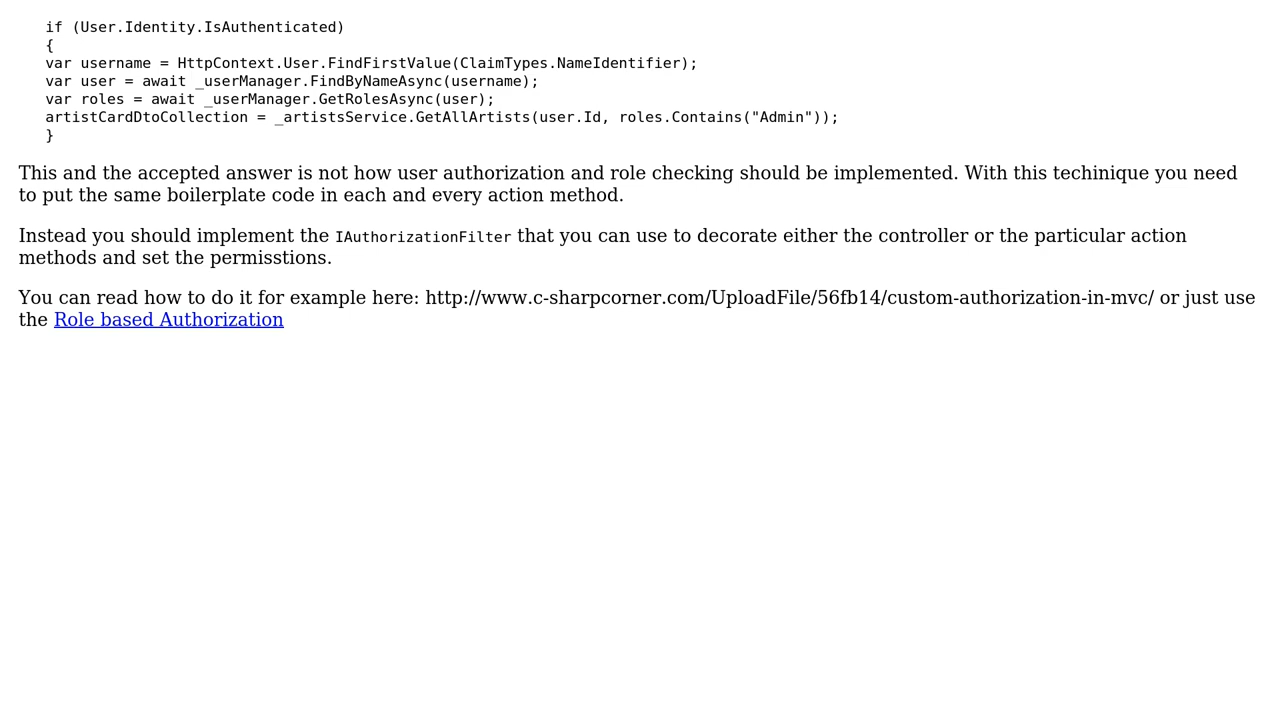 if (User.Identity.IsAuthenticated)
{
var username = HttpContext.User.FindFirstValue(ClaimTypes.NameIdentifier);
var user = await _userManager.FindByNameAsync(username);
var roles = await _userManager.GetRolesAsync(user);
artistCardDtoCollection = _artistsService.GetAllArtists(user.Id, roles.Contains("Admin"));
}
This and the accepted answer is not how user authorization and role checking should be implemented. With this techinique you need
to put the same boilerplate code in each and every action method.
Instead you should implement the IAuthorizationFilter that you can use to decorate either the controller or the particular action
methods and set the permisstions.
You can read how to do it for example here: http://www.c-sharpcorner.com/UploadFile/56fb14/custom-authorization-in-mvc/ or just use
the Role based Authorization